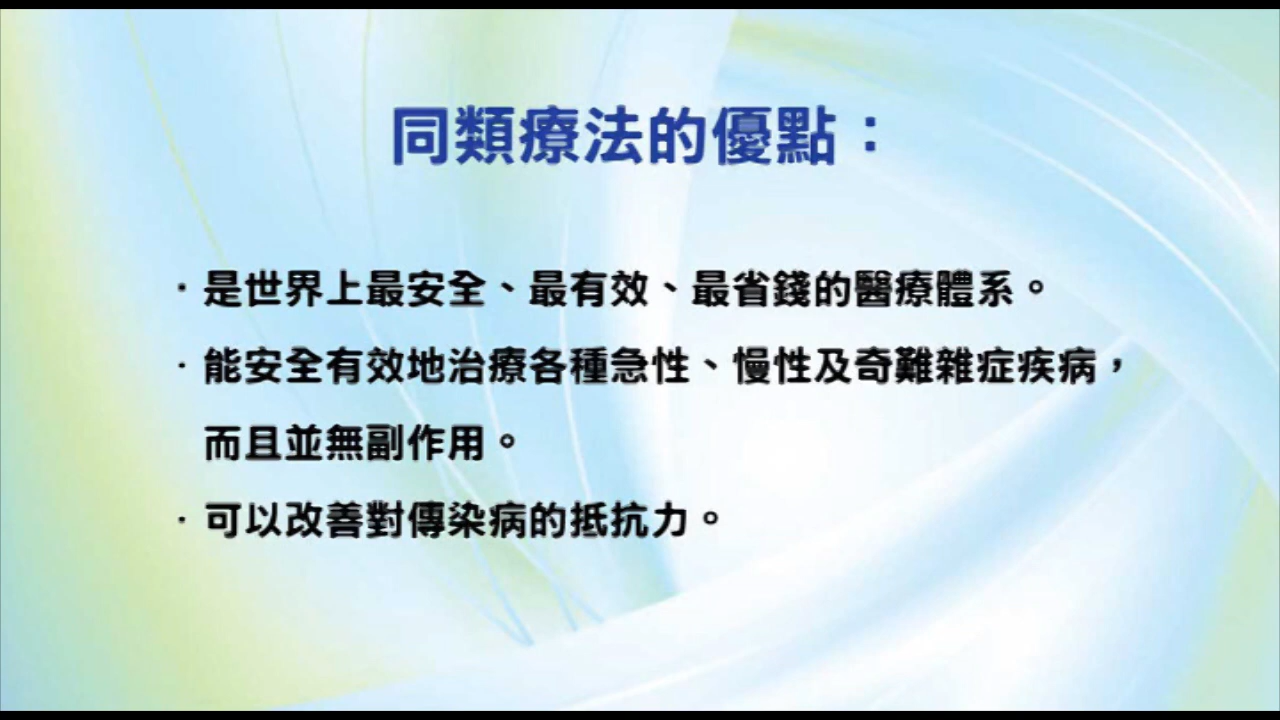 同類療法的優點：
·是世界上最安全、最有效、最省錢的醫療體系。
·能安全有效地治療各種急性、慢性及奇難雜症疾病，
而且並無副作用。
·可以改善對傳染病的抵抗力。